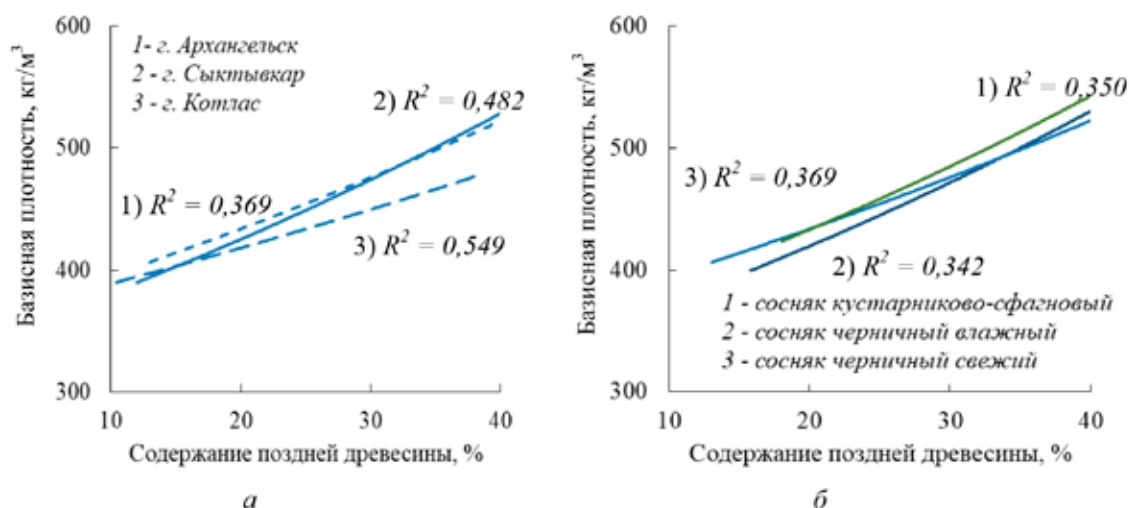 Базисная плотность, кг/м³
600
500
400
300
1- г. Архангельск
2 - г. Сыктывкар
3 - г. Котлас
2) R² = 0,482
1) R² = 0,369
3) R² = 0,549
10
20
30
40
Содержание поздней древесины, %
а
Базисная плотность, кг/м³
600
500
400
300
1) R² = 0,350
3) R² = 0,369
2) R² = 0,342
1 - сосняк кустарниково-сфагновый
2 - сосняк черничный влажный
3 - сосняк черничный свежий
10
20
30
40
Содержание поздней древесины, %
б